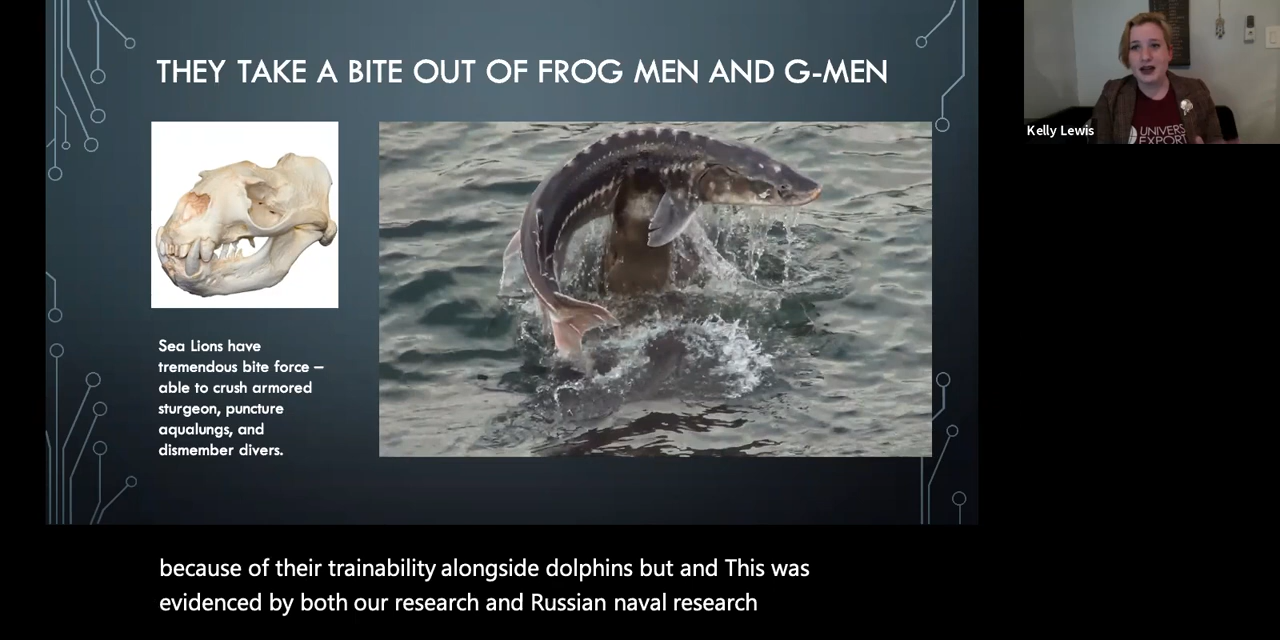 THEY TAKE A BITE OUT OF FROG MEN AND G-MEN
Sea Lions have
tremendous bite force –
able to crush armored
sturgeon, puncture
aqualungs, and
dismember divers.
Kelly Lewis
UNIVERS
EXPORT
because of their trainability alongside dolphins but and This was
evidenced by both our research and Russian naval research